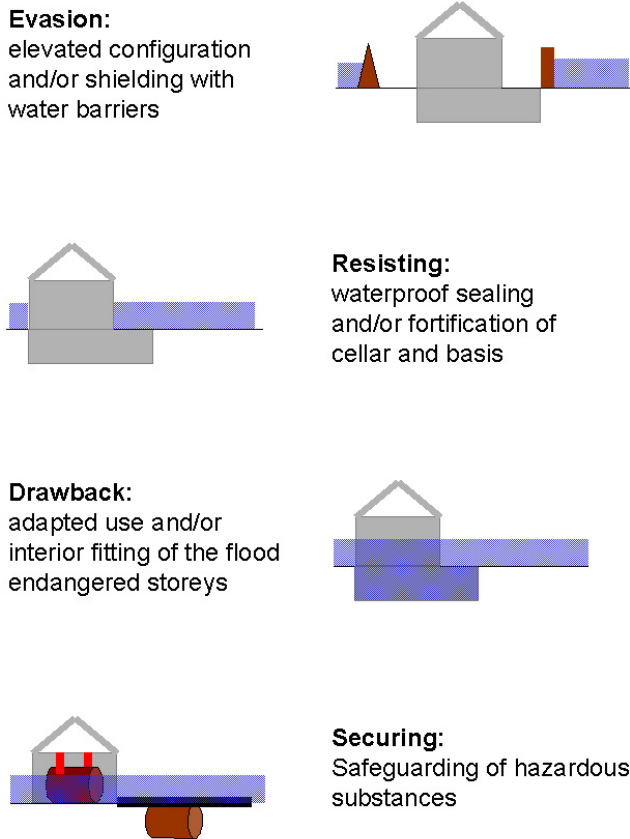 Evasion:
elevated configuration
and/or shielding with
water barriers
Resisting:
waterproof sealing
and/or fortification of
cellar and basis
Drawback:
adapted use and/or
interior fitting of the flood
endangered storeys
Securing:
Safeguarding of hazardous
substances